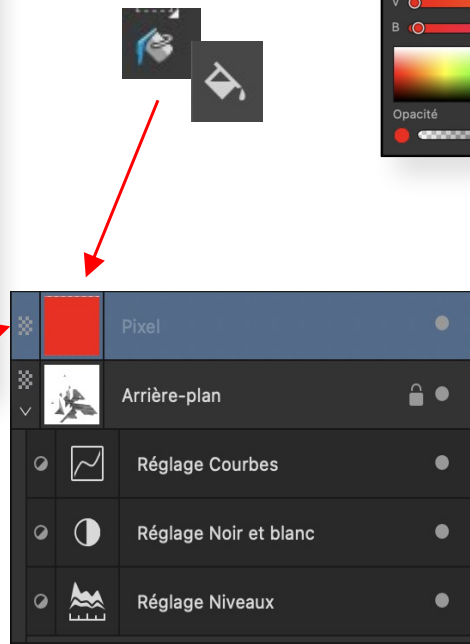 V
B
Opacité
Pixel
Arrière-plan
Réglage Courbes
Réglage Noir et blanc
Réglage Niveaux